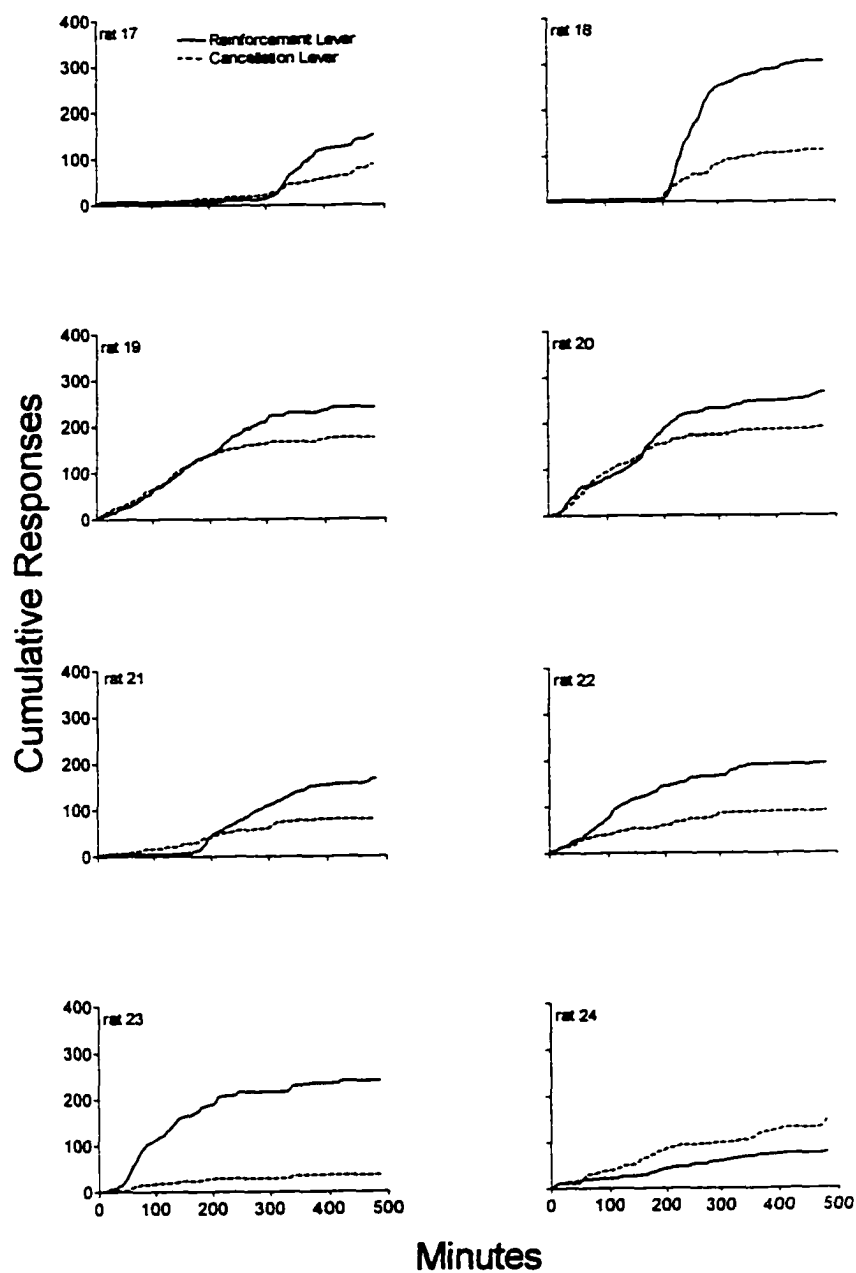 400
300
200
100
0
rat 17
Reinforcement Lever
Cancellation Lever
rat 18
400
300
200
100
0
rat 19
rat 20
Cumulative Responses
400
300
200
100
0
rat 21
rat 22
400
300
200
100
0
rat 23
rat 24
0 100 200 300 400 500
0 100 200 300 400 500
Minutes